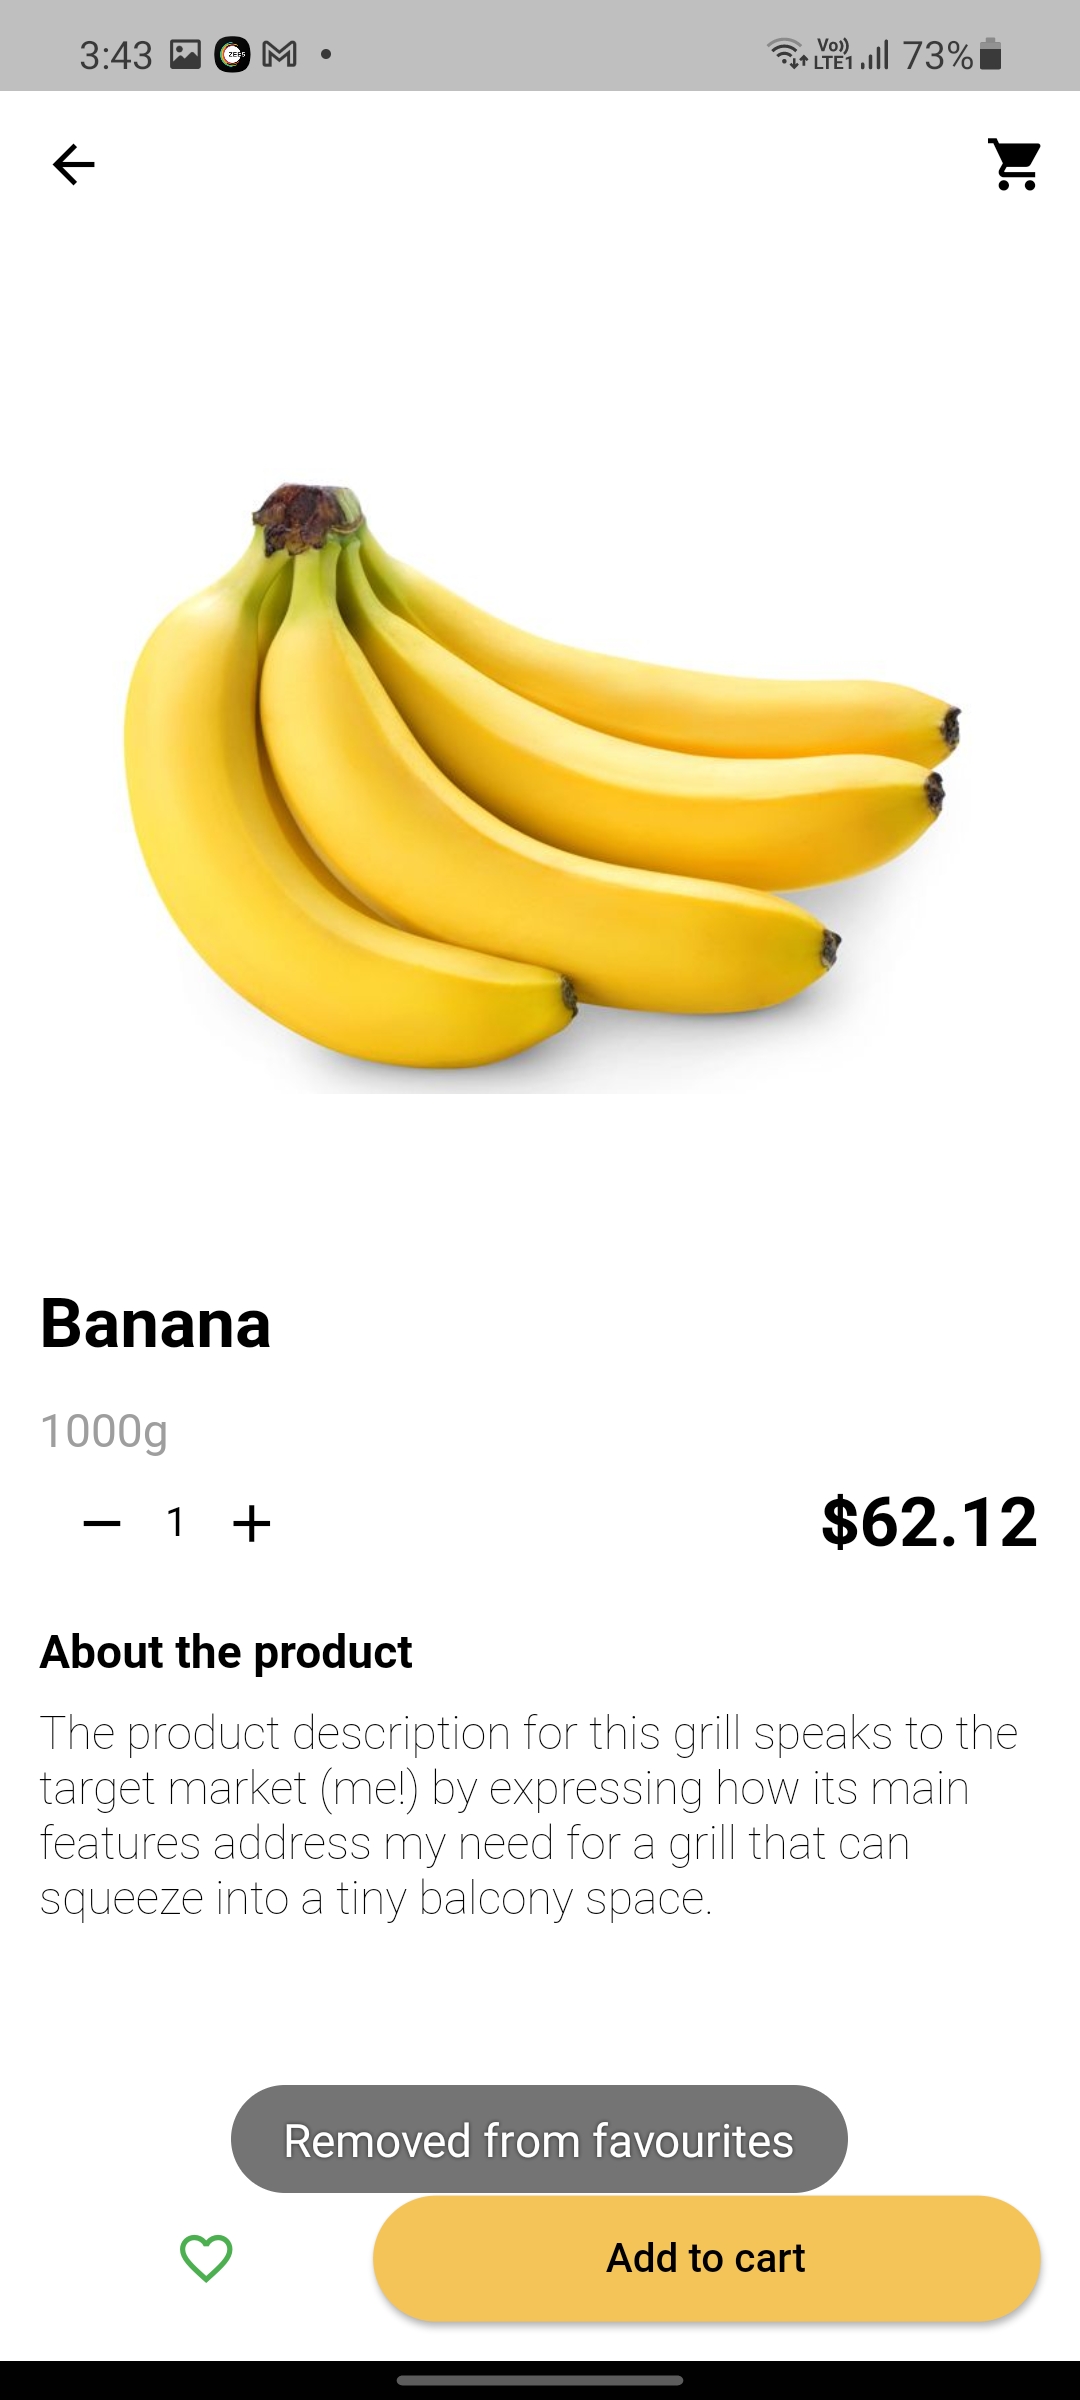 3:43 ZEE5 Vo)) LTE1 73%
Banana
1000g
1 $62.12
About the product
The product description for this grill speaks to the
target market (me!) by expressing how its main
features address my need for a grill that can
squeeze into a tiny balcony space.
Removed from favourites
Add to cart